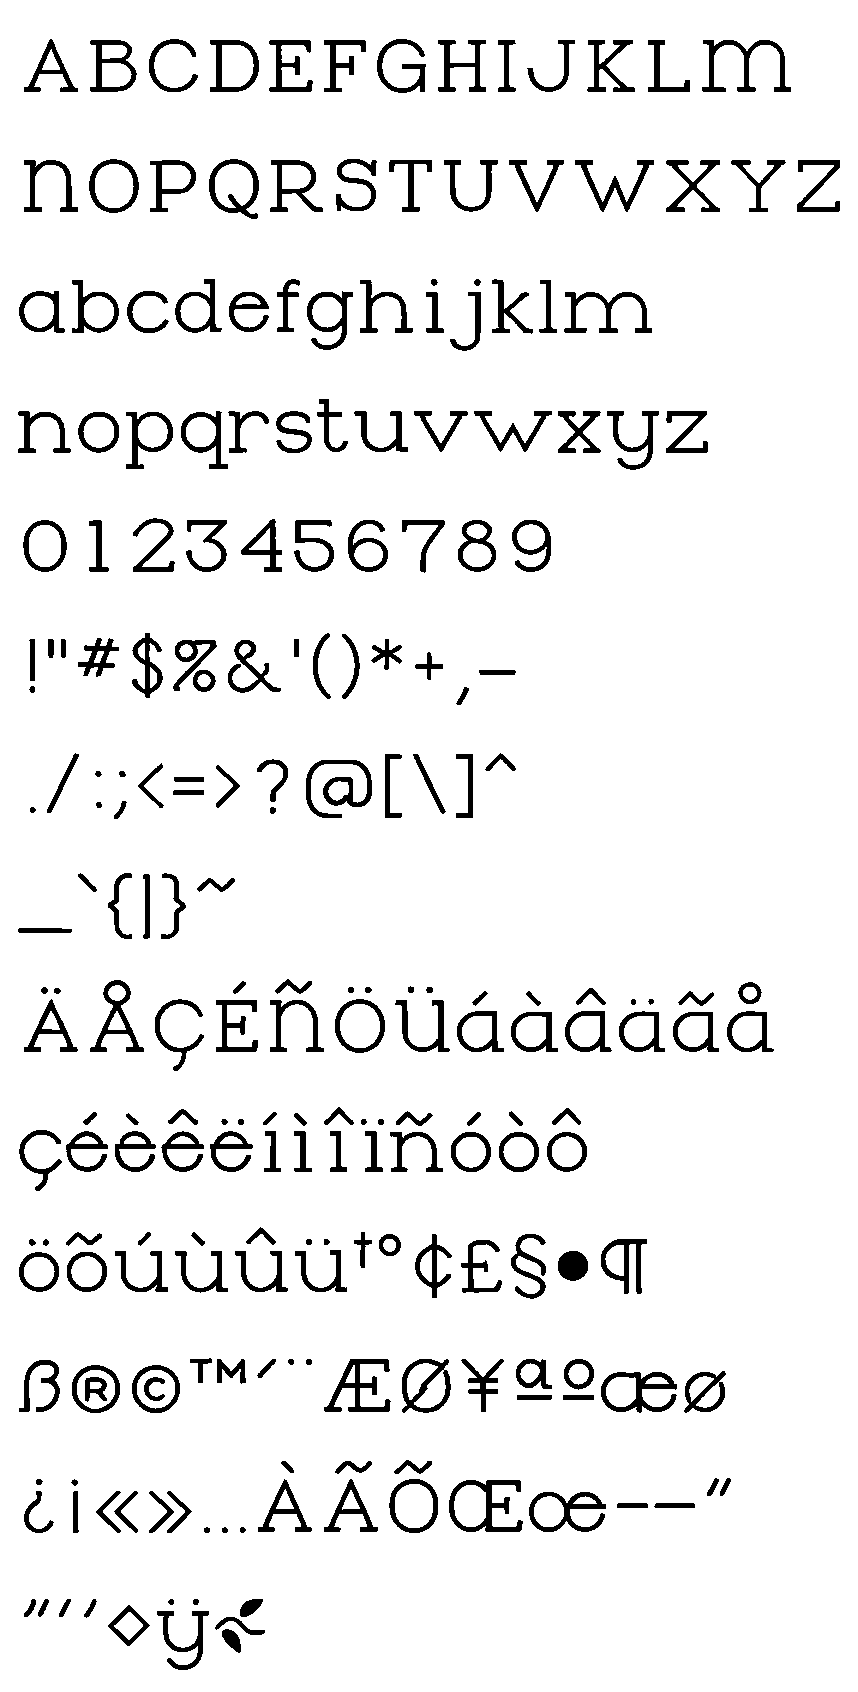 ABCDEFGHIJKLM
NOPQRSTUVWXYZ
abcdefghijklm
nopqrstuvwxyz
0123456789
!"#$%&'()*+,-
./:;<=>?@[\]^
_`{|}~
ÄÅÇÉÑÖÜáàâäãå
çéèêëíìîïñóòô
öõúùûü†°¢£§•¶
ß®©™´¨ÆØ¥ªºæø
¿¡«»…ÀÃÕŒœ–—“
”‘’◊ÿ